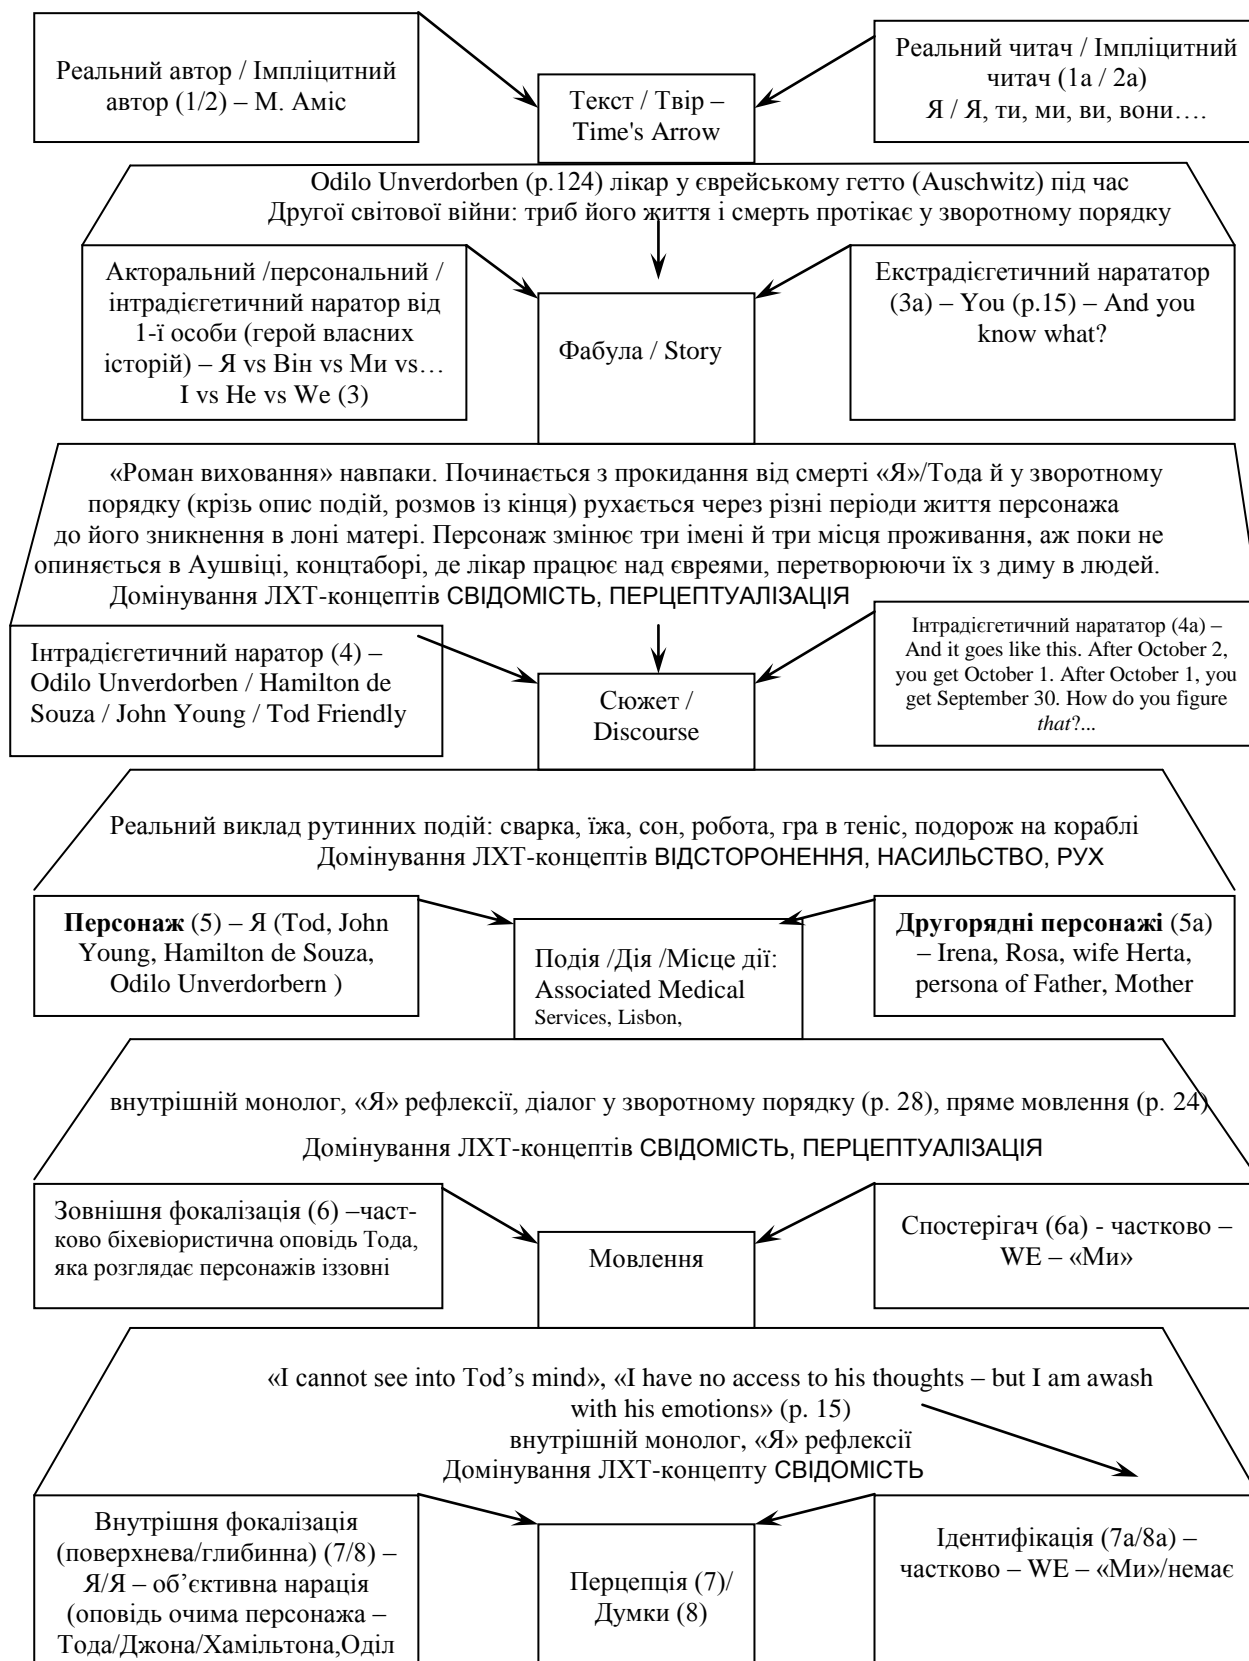 Реальний автор / Імпліцитний
автор (1/2) – М. Аміс
Текст / Твір –
Time's Arrow
Реальний читач / Імпліцитний
читач (1а / 2а)
Я / Я, ти, ми, ви, вони….
Odilo Unverdorben (p.124) лікар у єврейському гетто (Auschwitz) під час
Другої світової війни: триб його життя і смерть протікає у зворотному порядку
Акторальний /персональний /
інтрадієгетичний наратор від
1-ї особи (герой власних
історій) – Я vs Він vs Ми vs…
I vs He vs We (3)
Фабула / Story
Екстрадієгетичний нарататор
(3а) – You (p.15) – And you
know what?
«Роман виховання» навпаки. Починається з прокидання від смерті «Я»/Тода й у зворотному
порядку (крізь опис подій, розмов із кінця) рухається через різні періоди життя персонажа
до його зникнення в лоні матері. Персонаж змінює три імені й три місця проживання, аж поки не
опиняється в Аушвіці, концтаборі, де лікар працює над євреями, перетворюючи їх з диму в людей.
Домінування ЛХТ-концептів СВІДОМІСТЬ, ПЕРЦЕПТУАЛІЗАЦІЯ
Інтрадієгетичний наратор (4) –
Odilo Unverdorben / Hamilton de
Souza / John Young / Tod Friendly
Сюжет /
Discourse
Інтрадієгетичний нарататор (4а) –
And it goes like this. After October 2,
you get October 1. After October 1, you
get September 30. How do you figure
that?...
Реальний виклад рутинних подій: сварка, їжа, сон, робота, гра в теніс, подорож на кораблі
Домінування ЛХТ-концептів ВІДСТОРОНЕННЯ, НАСИЛЬСТВО, РУХ
Персонаж (5) – Я (Tod, John
Young, Hamilton de Souza,
Odilo Unverdorbern )
Подія /Дія /Місце дії:
Associated Medical
Services, Lisbon,
Другорядні персонажі (5а)
– Irena, Rosa, wife Herta,
persona of Father, Mother
внутрішній монолог, «Я» рефлексії, діалог у зворотному порядку (p. 28), пряме мовлення (p. 24)
Домінування ЛХТ-концептів СВІДОМІСТЬ, ПЕРЦЕПТУАЛІЗАЦІЯ
Зовнішня фокалізація (6) –част-
ково біхевіористична оповідь Тода,
яка розглядає персонажів іззовні
Мовлення
Спостерігач (6а) - частково –
WE – «Ми»
«I cannot see into Tod’s mind», «I have no access to his thoughts – but I am awash
with his emotions» (p. 15)
внутрішній монолог, «Я» рефлексії
Домінування ЛХТ-концепту СВІДОМІСТЬ
Внутрішня фокалізація
(поверхнева/глибинна) (7/8) –
Я/Я – об’єктивна нарація
(оповідь очима персонажа –
Тода/Джона/Хамільтона,Оділ
Перцепція (7)/
Думки (8)
Ідентифікація (7а/8а) –
частково – WE – «Ми»/немає